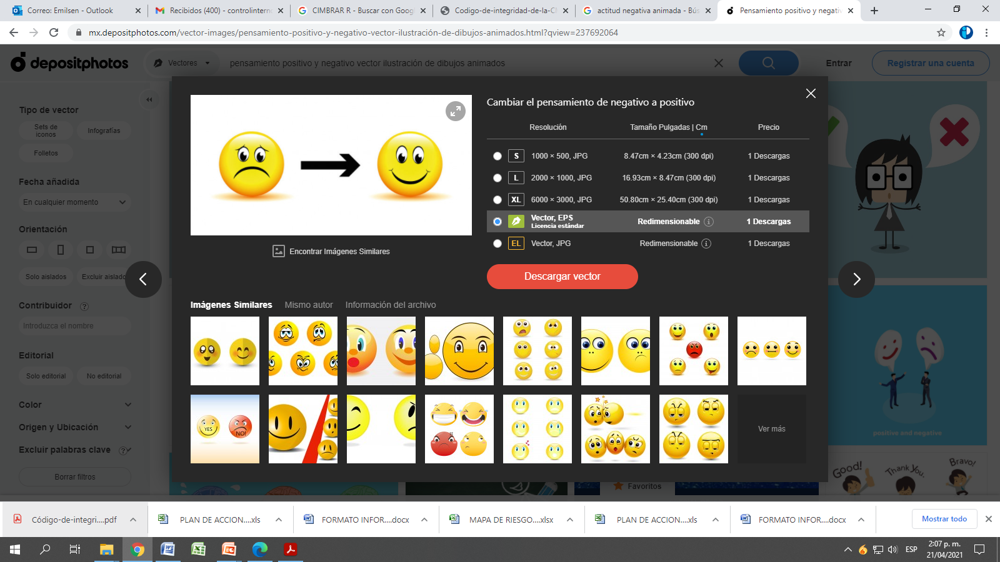 Correo: Emilsen - Outlook
Recibidos (400) - controlintern
CIMBRAR R - Buscar con Goog
Codigo-de-integridad-de-la-C
actitud negativa animada - Bús
Pensamiento positivo y negativ
mx.depositphotos.com/vector-images/pensamiento-positivo-y-negativo-vector-ilustración-de-dibujos-animados.html?qview=237692064
depositphotos
Vectores
pensamiento positivo y negativo vector ilustración de dibujos animados
Entrar
Registrar una cuenta
Tipo de vector
Sets de iconos
Infografías
Folletos
Fecha añadida
En cualquier momento
Orientación
Solo aislados
Excluir aislado
Contribuidor
Introduzca el nombre
Editorial
Solo editorial
No editorial
Color
Origen y Ubicación
Excluir palabras clave
Borrar filtros
Cambiar el pensamiento de negativo a positivo
Resolución
Tamaño Pulgadas | Cm
Precio
S 1000 × 500, JPG 8.47cm × 4.23cm (300 dpi) 1 Descargas
L 2000 × 1000, JPG 16.93cm × 8.47cm (300 dpi) 1 Descargas
XL 6000 × 3000, JPG 50.80cm × 25.40cm (300 dpi) 1 Descargas
Vector, EPS
Licencia estándar
Redimensionable
1 Descargas
EL Vector, JPG Redimensionable 1 Descargas
Descargar vector
Encontrar Imágenes Similares
Imágenes Similares
Mismo autor
Información del archivo
YES
NO!
Ver más
positive and negative
Favoritos
Good!
Thank You.
Bravo!
Código-de-integri....pdf
PLAN DE ACCION....xls
FORMATO INFOR....docx
MAPA DE RIESGO....xlsx
PLAN DE ACCION....xls
FORMATO INFOR....docx
Mostrar todo
ESP
2:07 p. m.
21/04/2021